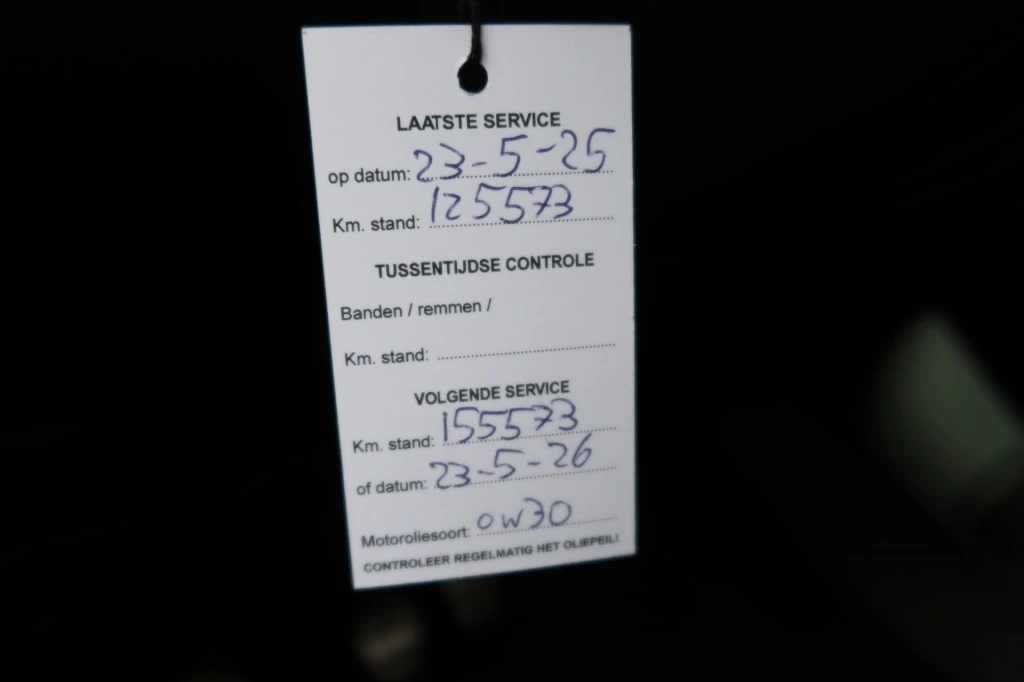 LAATSTE SERVICE
op datum: 23-5-25
Km. stand: 125573
TUSSENTIJDSE CONTROLE
Banden / remmen /
Km. stand:
VOLGENDE SERVICE
Km. stand: 155573
of datum: 23-5-26
Motoroliesoort: 0W30
CONTROLEER REGELMATIG HET OLIEPEIL!